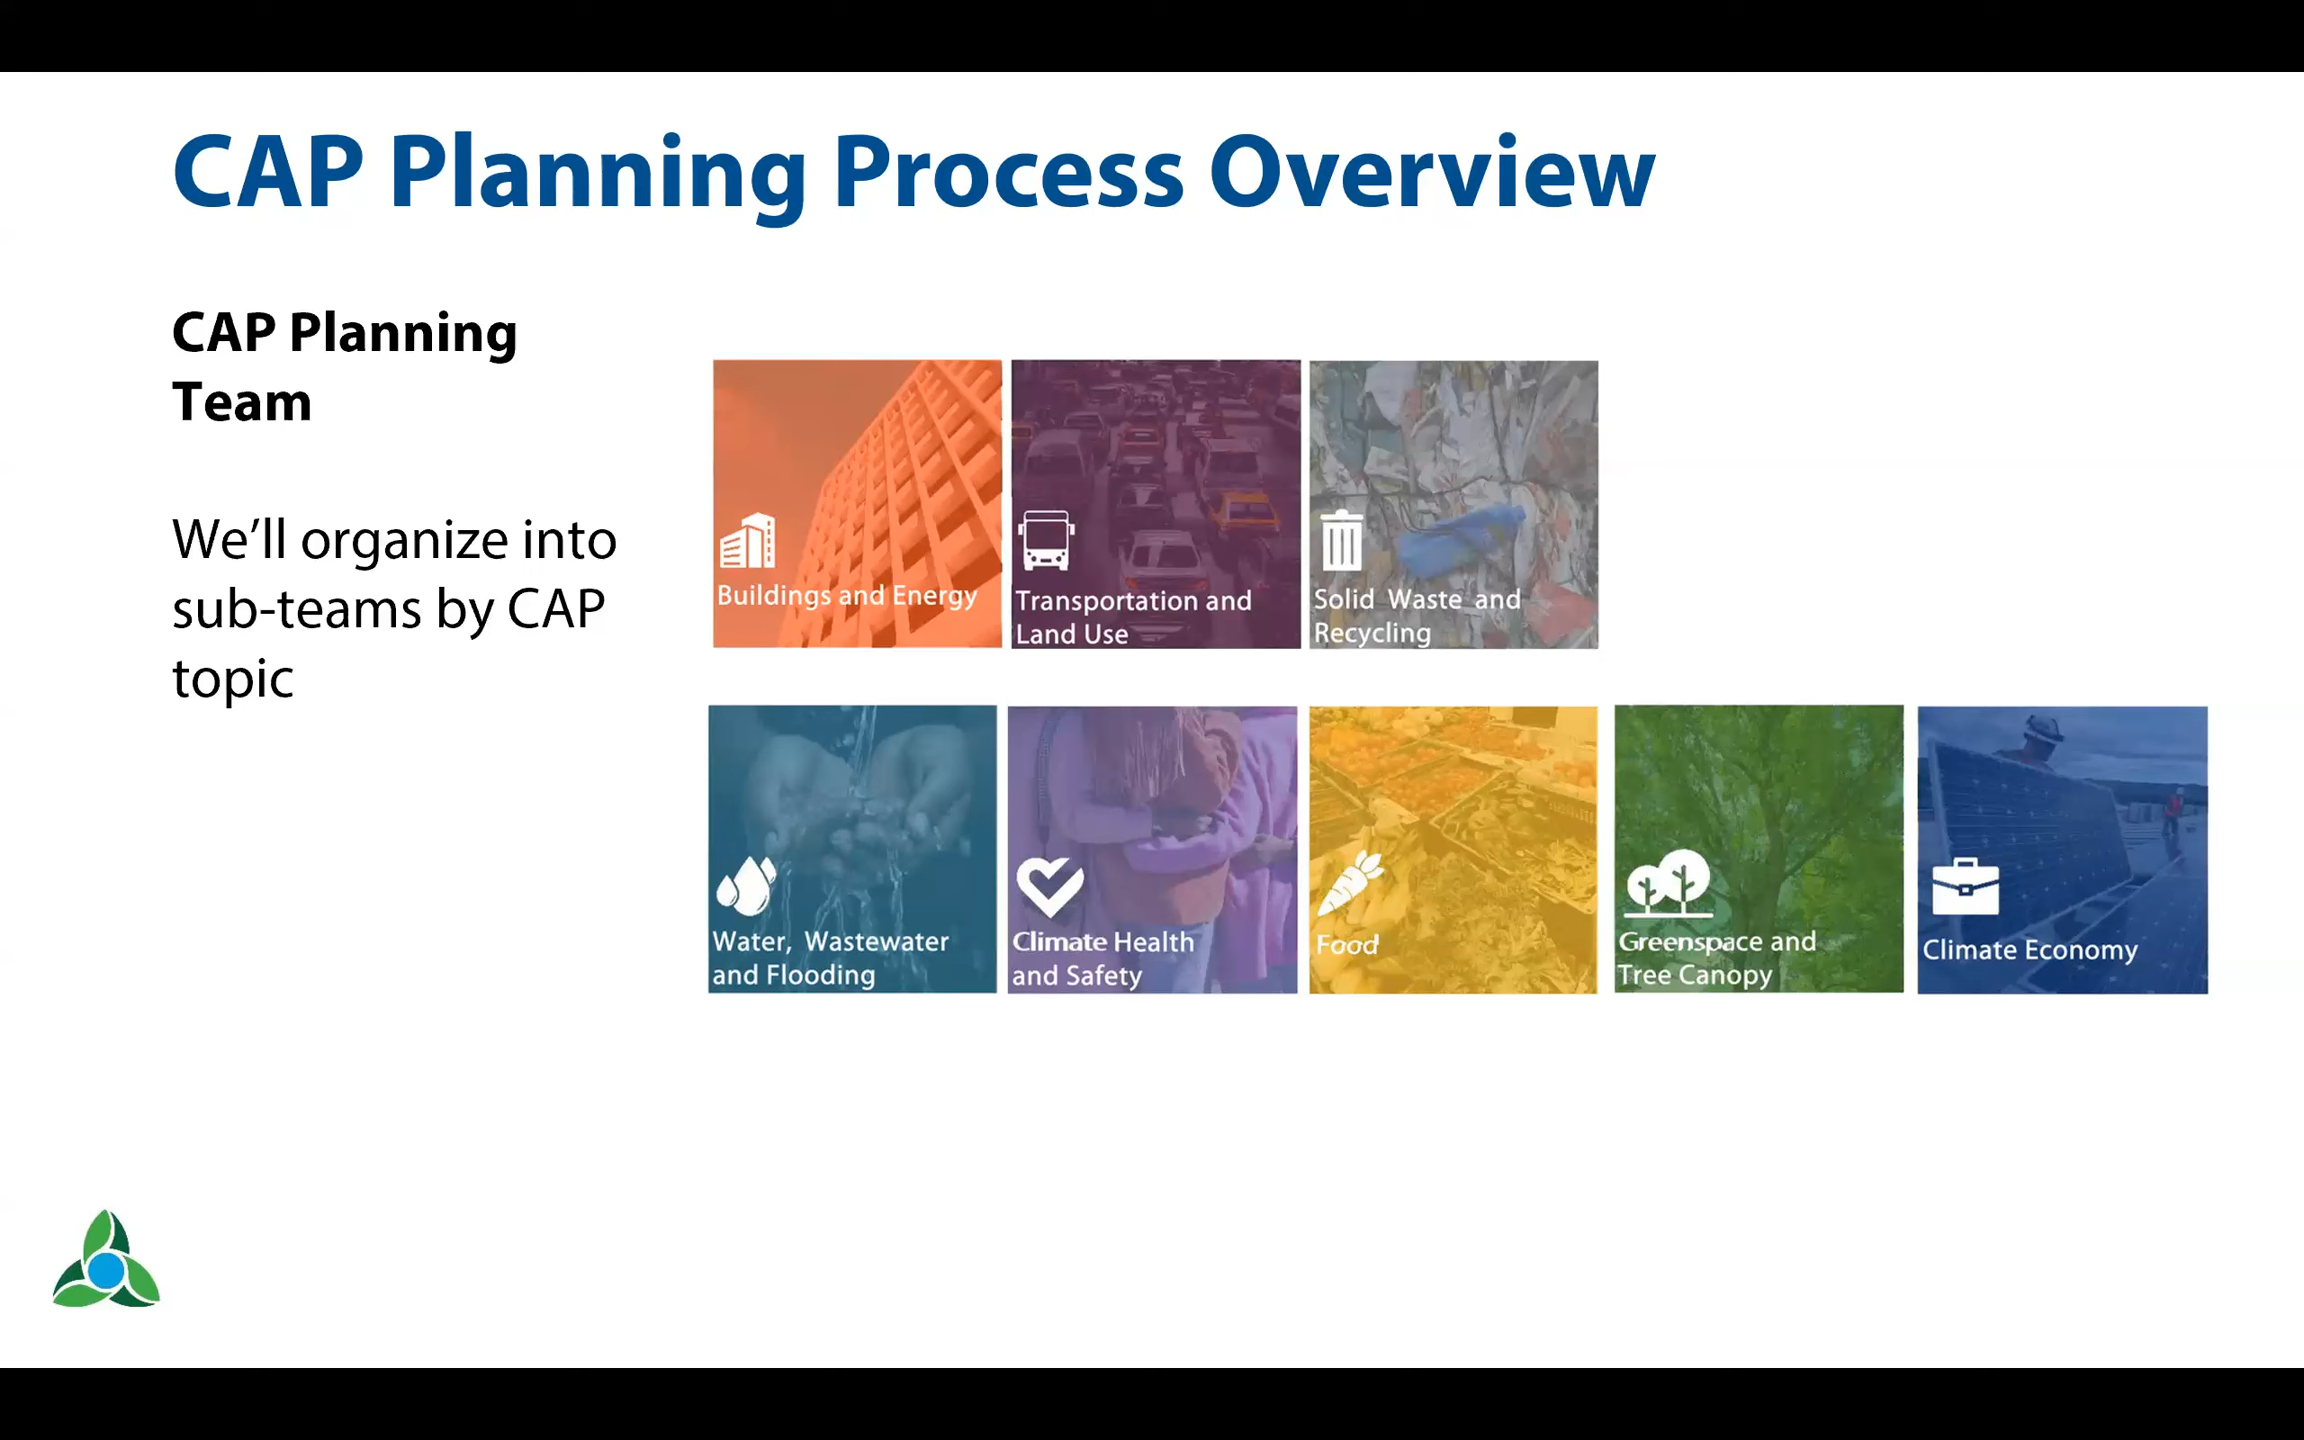 CAP Planning Process Overview
CAP Planning
Team
We’ll organize into
sub-teams by CAP
topic
Buildings and Energy
Transportation and
Land Use
Solid Waste and
Recycling
Water, Wastewater
and Flooding
Climate Health
and Safety
Food
Greenspace and
Tree Canopy
Climate Economy